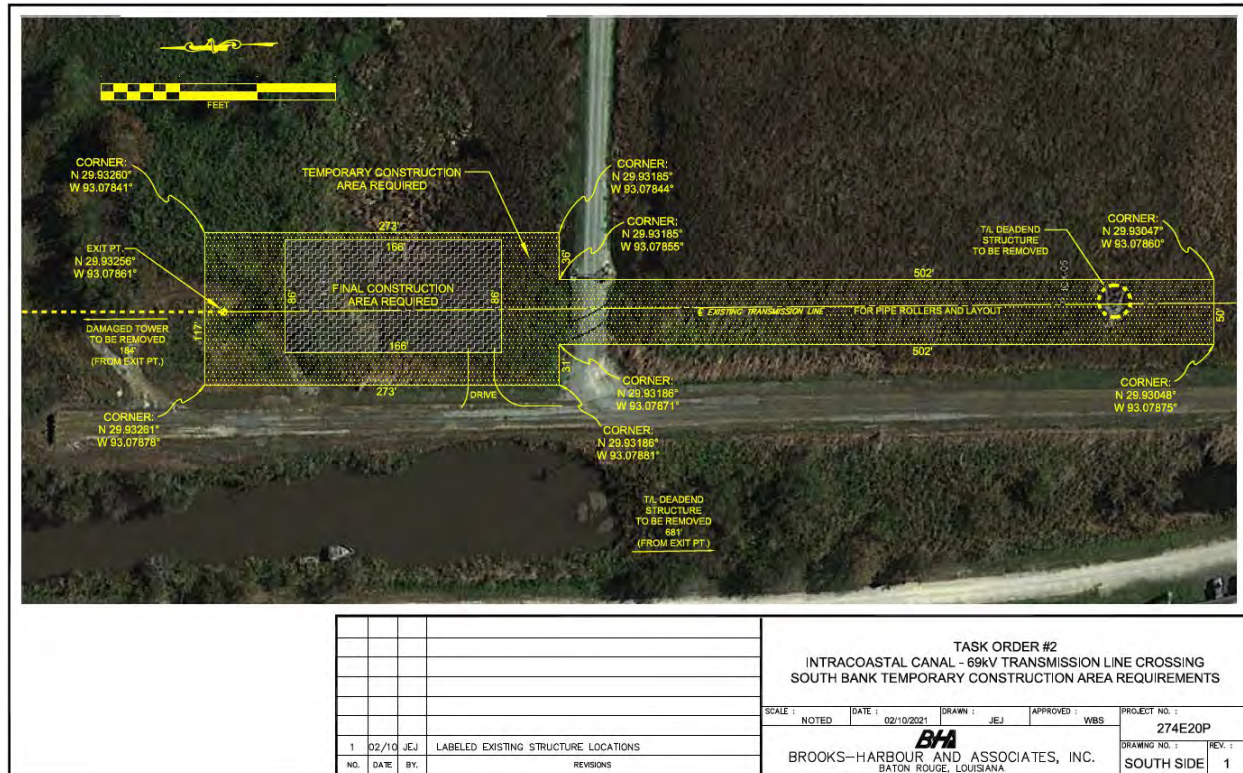 FEET
CORNER:
N 29.93260°
W 93.07841°
TEMPORARY CONSTRUCTION
AREA REQUIRED
CORNER:
N 29.93185°
W 93.07844°
CORNER:
N 29.93185°
W 93.07855°
T/L DEADEND
STRUCTURE
TO BE REMOVED
CORNER:
N 29.93047°
W 93.07860°
EXIT PT.
N 29.93256°
W 93.07861°
273'
166'
36'
502'
FINAL CONSTRUCTION
AREA REQUIRED
86'
86'
117'
50'
DAMAGED TOWER
TO BE REMOVED
184'
(FROM EXIT PT.)
EXISTING TRANSMISSION LINE
FOR PIPE ROLLERS AND LAYOUT
166'
31'
502'
273'
DRIVE
CORNER:
N 29.93261°
W 93.07878°
CORNER:
N 29.93186°
W 93.07871°
CORNER:
N 29.93186°
W 93.07881°
CORNER:
N 29.93048°
W 93.07875°
T/L DEADEND
STRUCTURE
TO BE REMOVED
681'
(FROM EXIT PT.)
TASK ORDER #2
INTRACOASTAL CANAL - 69kV TRANSMISSION LINE CROSSING
SOUTH BANK TEMPORARY CONSTRUCTION AREA REQUIREMENTS
SCALE : NOTED
DATE : 02/10/2021
DRAWN : JEJ
APPROVED : WBS
PROJECT NO. :
274E20P
BHA
BROOKS-HARBOUR AND ASSOCIATES, INC.
BATON ROUGE, LOUISIANA
DRAWING NO. :
SOUTH SIDE
REV. :
1
1 02/10 JEJ LABELED EXISTING STRUCTURE LOCATIONS
NO. DATE BY. REVISIONS